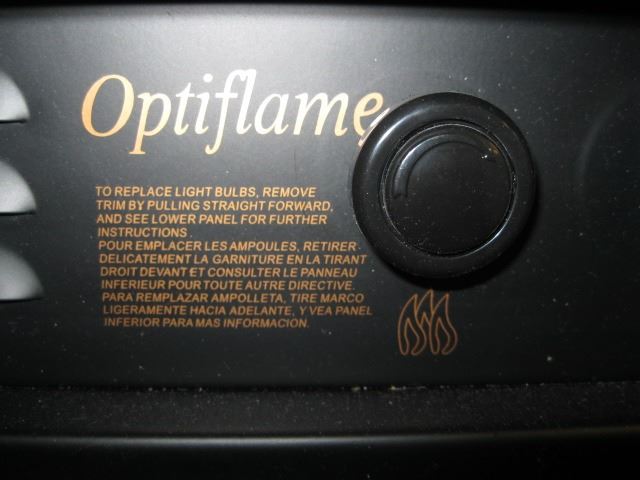 Optiflame
TO REPLACE LIGHT BULBS, REMOVE
TRIM BY PULLING STRAIGHT FORWARD,
AND SEE LOWER PANEL FOR FURTHER
INSTRUCTIONS.
POUR EMPLACER LES AMPOULES, RETIRER
DELICATEMENT LA GARNITURE EN LA TIRANT
DROIT DEVANT ET CONSULTER LE PANNEAU
INFERIEUR POUR TOUTE AUTRE DIRECTIVE.
PARA REMPLAZAR AMPOLLETA, TIRE MARCO
LIGERAMENTE HACIA ADELANTE, Y VEA PANEL
INFERIOR PARA MAS INFORMACION.